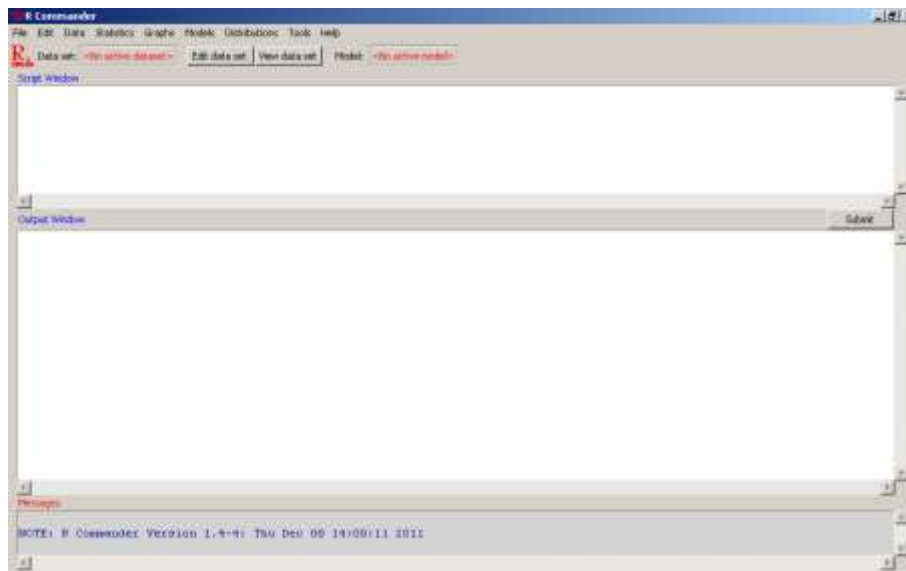 R Commander
File Edit Data Statistics Graphs Models Distributions Tools Help
R Data set: <No active dataset> Edit data set View data set Model: <No active model>
Script Window
Output Window Submit
Messages
NOTE: R Commander Version 1.4-4: Thu Dec 14:00:11 2011